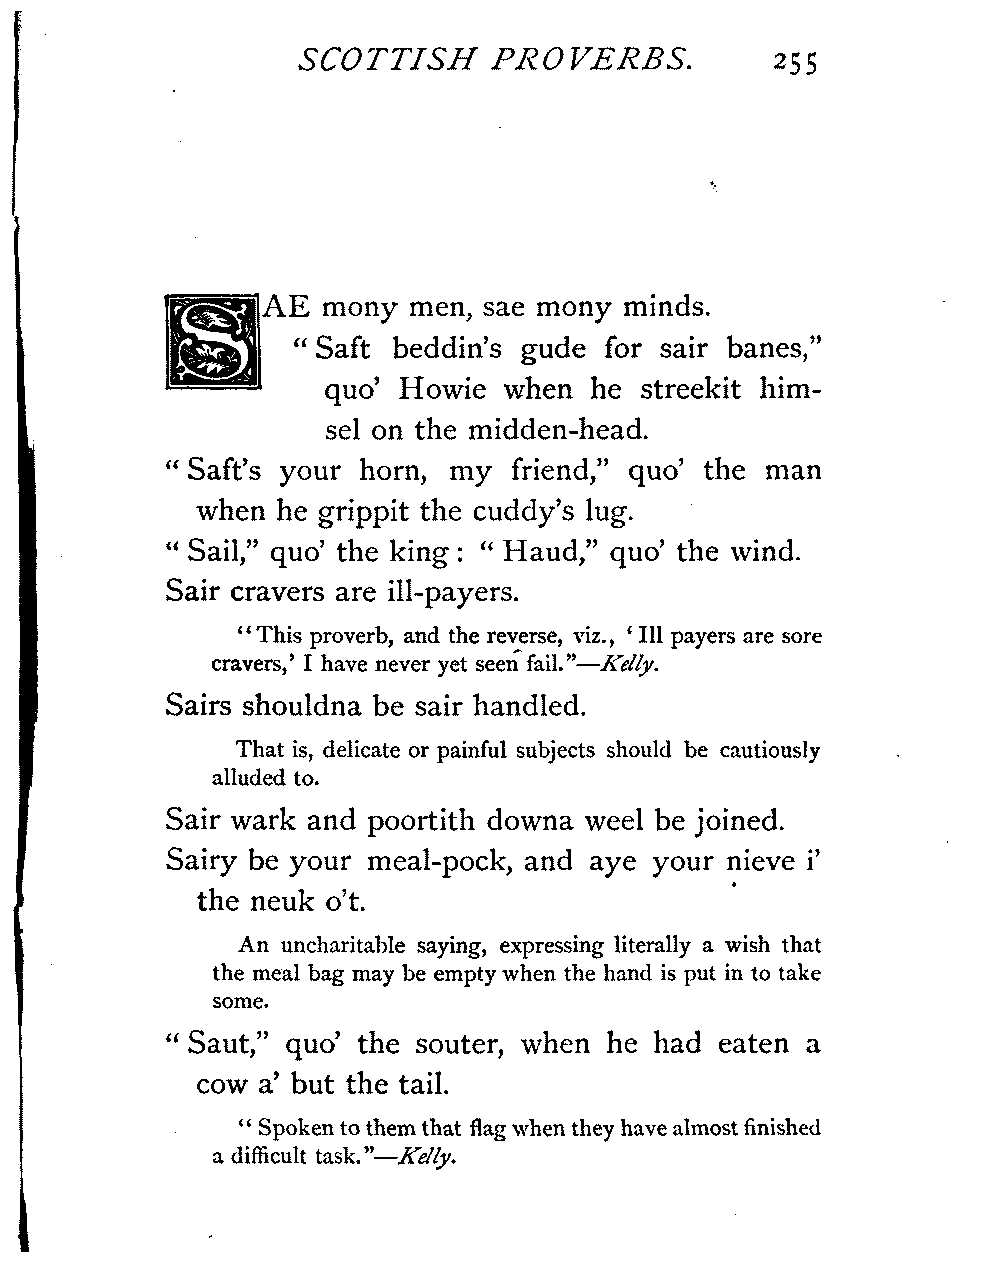 SCOTTISH PROVERBS. 255
SAE mony men, sae mony minds.
“ Saft beddin’s gude for sair banes,”
quo’ Howie when he streekit him-
sel on the midden-head.
“ Saft’s your horn, my friend,” quo’ the man
when he grippit the cuddy’s lug.
“ Sail,” quo’ the king : “ Haud,” quo’ the wind.
Sair cravers are ill-payers.
“This proverb, and the reverse, viz., ‘ Ill payers are sore
cravers,’ I have never yet seen fail.”—Kelly.
Sairs shouldna be sair handled.
That is, delicate or painful subjects should be cautiously
alluded to.
Sair wark and poortith downa weel be joined.
Sairy be your meal-pock, and aye your nieve i’
the neuk o’t.
An uncharitable saying, expressing literally a wish that
the meal bag may be empty when the hand is put in to take
some.
“ Saut,” quo’ the souter, when he had eaten a
cow a’ but the tail.
“ Spoken to them that flag when they have almost finished
a difficult task.”—Kelly.